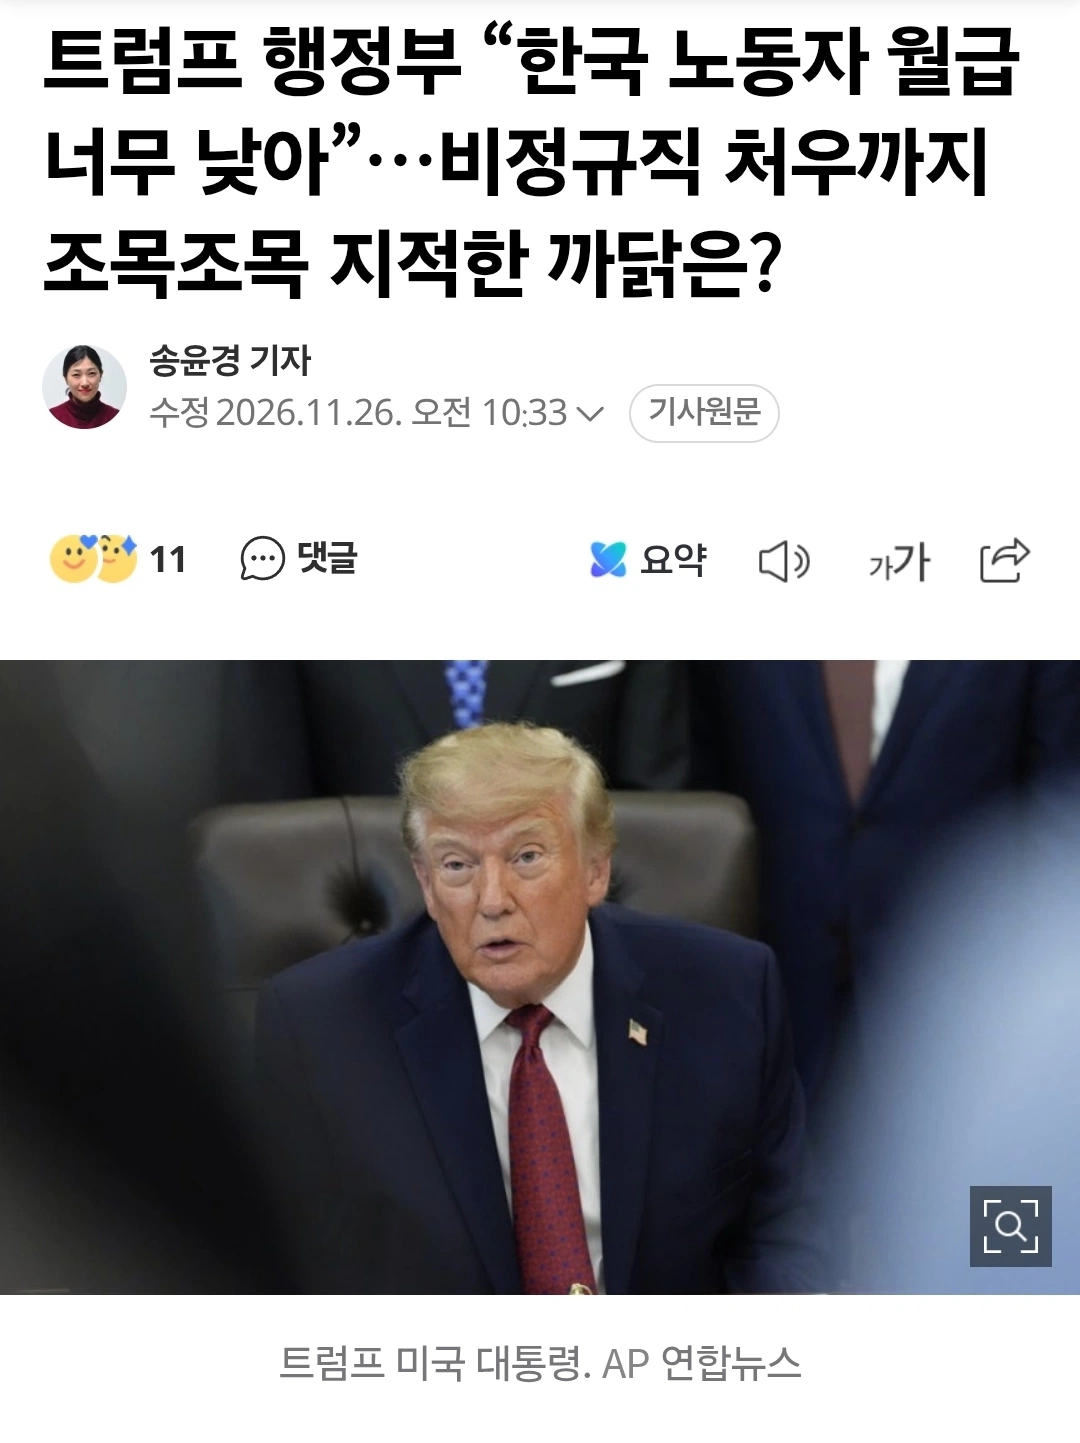 트럼프 행정부 “한국 노동자 월급
너무 낮아”…비정규직 처우까지
조목조목 지적한 까닭은?
송윤경 기자
수정 2026.11.26. 오전 10:33
기사원문
11
댓글
요약
가가
트럼프 미국 대통령. AP 연합뉴스